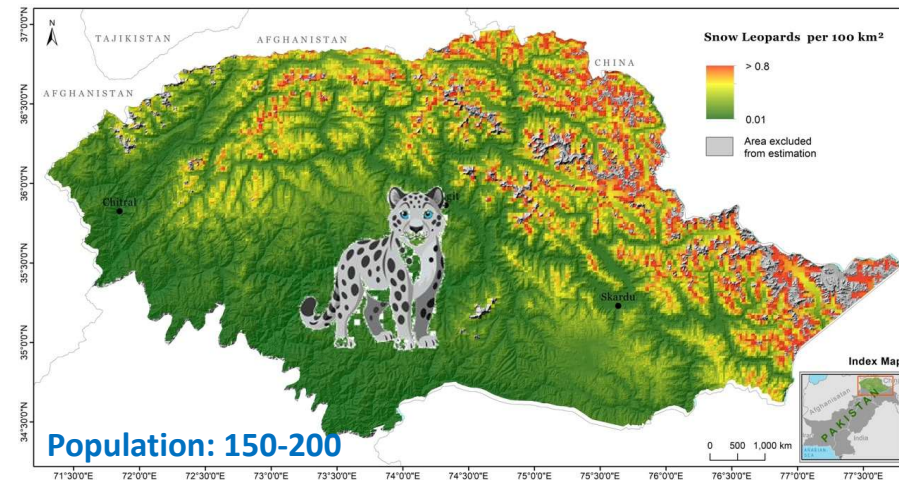 N
TAJIKISTAN
AFGHANISTAN
AFGHANISTAN
CHINA
Snow Leopards per 100 km²
> 0.8
0.01
Area excluded
from estimation
37°0'0"N
36°30'0"N
36°0'0"N
35°30'0"N
35°0'0"N
34°30'0"N
Chitral
Skardu
Population: 150-200
0 500 1,000 km
Index Map
Afghanistan
PAKISTAN
India
71°30'0"E 72°0'0"E 72°30'0"E 73°0'0"E 73°30'0"E 74°0'0"E 74°30'0"E 75°0'0"E 75°30'0"E 76°0'0"E 76°30'0"E 77°0'0"E 77°30'0"E